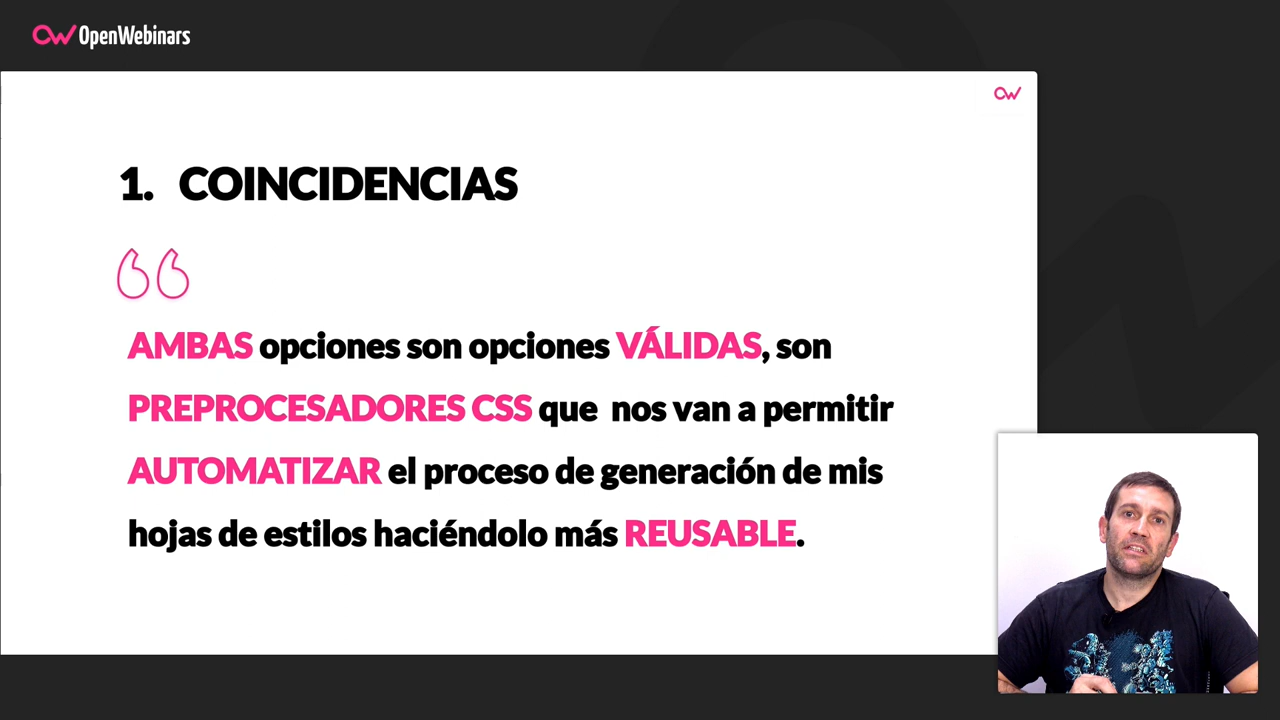 OpenWebinars
1. COINCIDENCIAS
AMBAS opciones son opciones VÁLIDAS, son
PREPROCESADORES CSS que nos van a permitir
AUTOMATIZAR el proceso de generación de mis
hojas de estilos haciéndolo más REUSABLE.